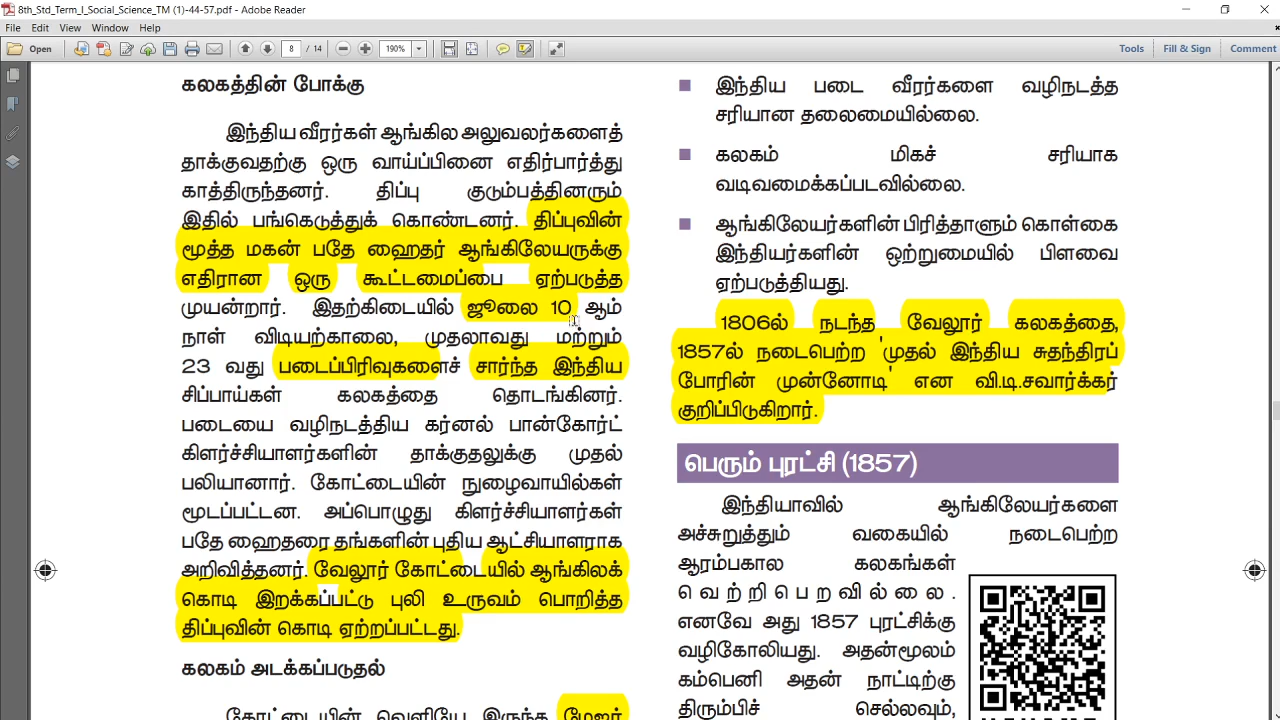 8th_Std_Term_I_Social_Science_TM (1)-44-57.pdf - Adobe Reader
File Edit View Window Help
Open 8 / 14 190% Tools Fill & Sign Comment
கலகத்தின் போக்கு
இந்திய வீரர்கள் ஆங்கில அலுவலர்களைத்
தாக்குவதற்கு ஒரு வாய்ப்பினை எதிர்பார்த்து
காத்திருந்தனர். திப்பு குடும்பத்தினரும்
இதில் பங்கெடுத்துக் கொண்டனர். திப்புவின்
மூத்த மகன் பதே ஹைதர் ஆங்கிலேயருக்கு
எதிரான ஒரு கூட்டமைப்பை ஏற்படுத்த
முயன்றார். இதற்கிடையில் ஜூலை 10 ஆம்
நாள் விடியற்காலை, முதலாவது மற்றும்
23 வது படைப்பிரிவுகளைச் சார்ந்த இந்திய
சிப்பாய்கள் கலகத்தை தொடங்கினர்.
படையை வழிநடத்திய கர்னல் பான்கோர்ட்
கிளர்ச்சியாளர்களின் தாக்குதலுக்கு முதல்
பலியானார். கோட்டையின் நுழைவாயில்கள்
மூடப்பட்டன. அப்பொழுது கிளர்ச்சியாளர்கள்
பதே ஹைதரை தங்களின் புதிய ஆட்சியாளராக
அறிவித்தனர். வேலூர் கோட்டையில் ஆங்கிலக்
கொடி இறக்கப்பட்டு புலி உருவம் பொறித்த
திப்புவின் கொடி ஏற்றப்பட்டது.
கலகம் அடக்கப்படுதல்
கோட்டையின் வெளியே இருந்த மேஜர்
இந்திய படை வீரர்களை வழிநடத்த
சரியான தலைமையில்லை.
கலகம் மிகச் சரியாக
வடிவமைக்கப்படவில்லை.
ஆங்கிலேயர்களின் பிரித்தாளும் கொள்கை
இந்தியர்களின் ஒற்றுமையில் பிளவை
ஏற்படுத்தியது.
1806ல் நடந்த வேலூர் கலகத்தை,
1857ல் நடைபெற்ற 'முதல் இந்திய சுதந்திரப்
போரின் முன்னோடி' என வி.டி.சவார்க்கர்
குறிப்பிடுகிறார்.
பெரும் புரட்சி (1857)
இந்தியாவில் ஆங்கிலேயர்களை
அச்சுறுத்தும் வகையில் நடைபெற்ற
ஆரம்பகால கலகங்கள்
வெற்றிபெறவில்லை.
எனவே அது 1857 புரட்சிக்கு
வழிகோலியது. அதன்மூலம்
கம்பெனி அதன் நாட்டிற்கு
திரும்பிச் செல்லவும்,